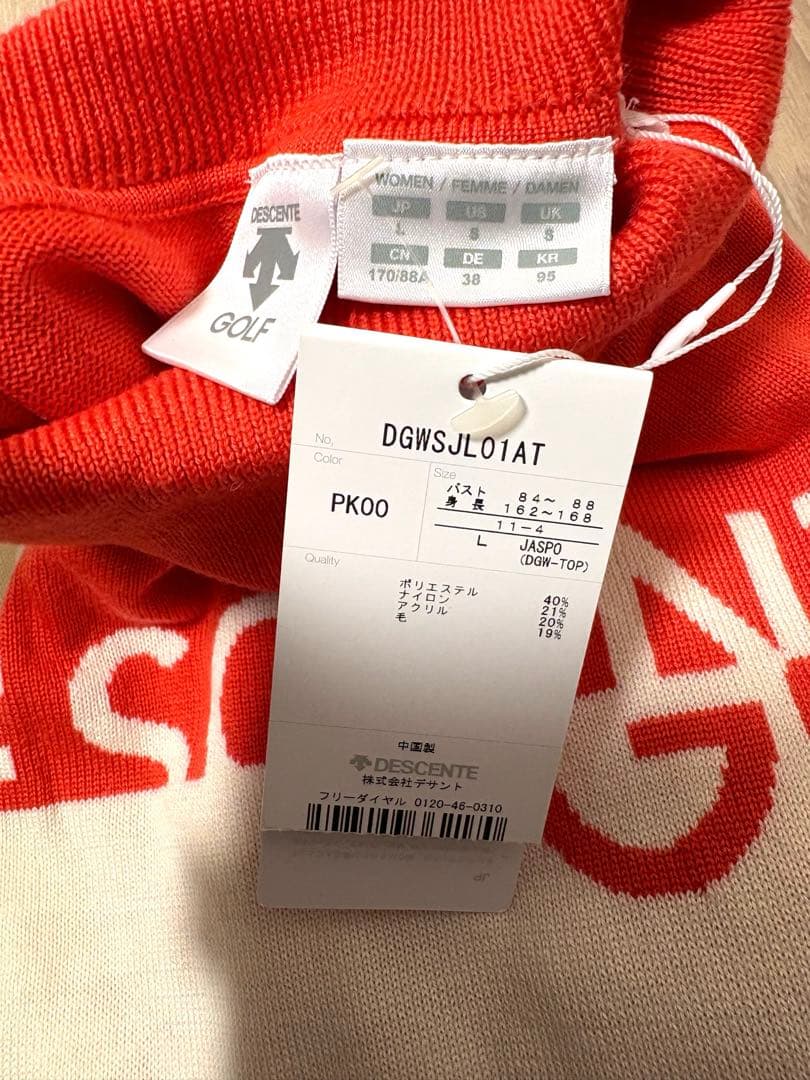 DESCENTE
GOLF
WOMEN / FEMME / DAMEN
JP US UK
L S S
CN DE KR
170/88A 38 95
No, DGWSJL01AT
Color
PK00
Size
バスト 84〜 88
身 長 162〜168
11-4
L JASPO
(DGW-TOP)
Quality
ポリエステル 40%
ナイロン 21%
アクリル 20%
毛 19%
中国製
DESCENTE
株式会社デサント
フリーダイヤル 0120-46-0310
JP